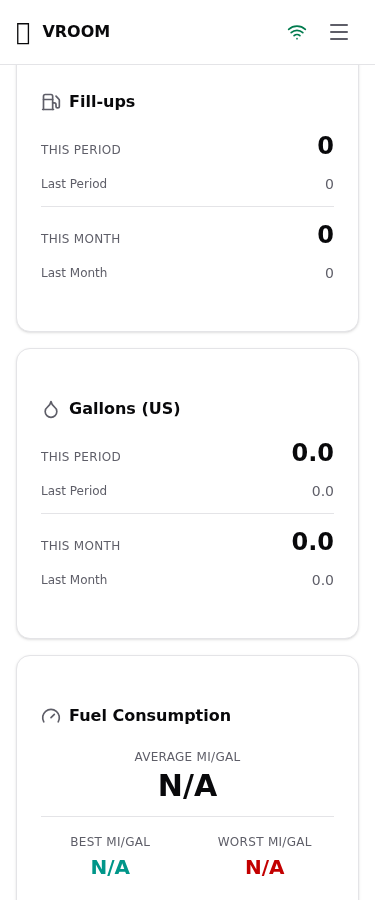 VROOM
Fill-ups
THIS PERIOD 0
Last Period 0
THIS MONTH 0
Last Month 0
Gallons (US)
THIS PERIOD 0.0
Last Period 0.0
THIS MONTH 0.0
Last Month 0.0
Fuel Consumption
AVERAGE MI/GAL
N/A
BEST MI/GAL WORST MI/GAL
N/A N/A